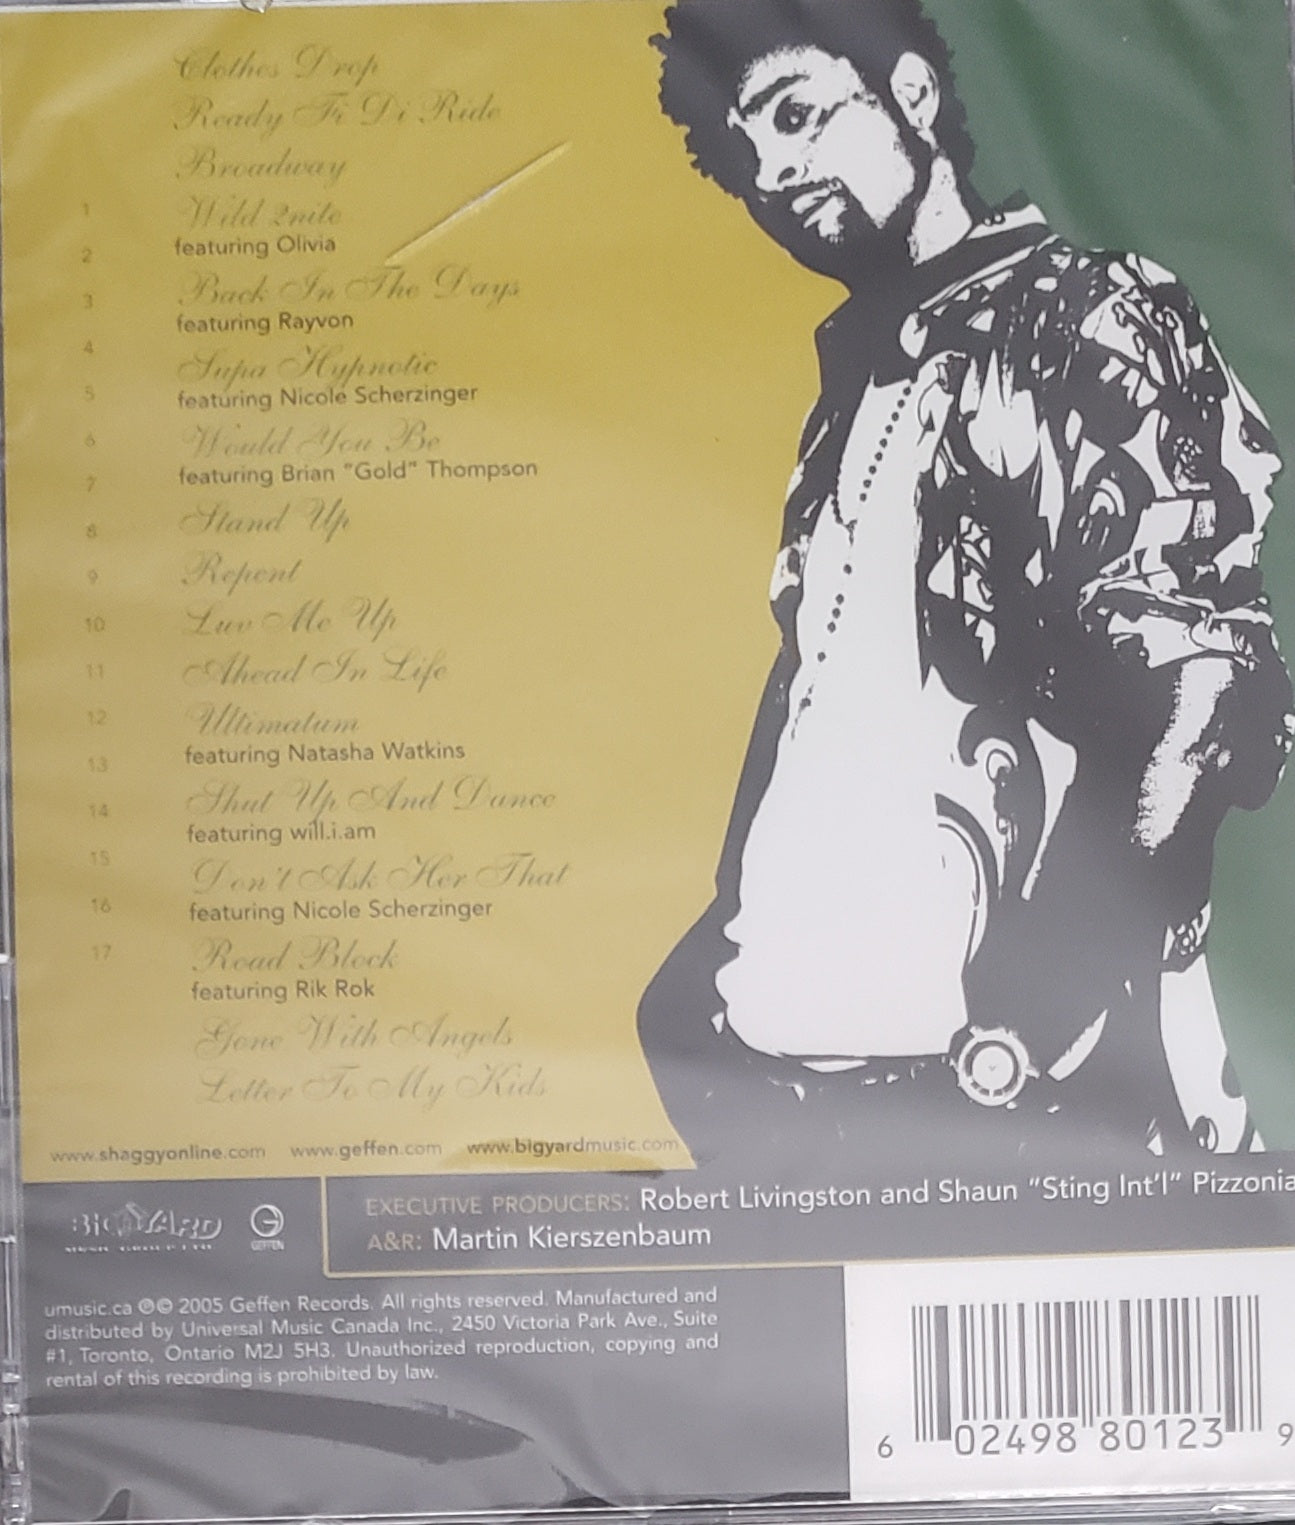 Clothes Drop
Ready Fi Di Ride
Broadway
1
Wild 2nite
featuring Olivia
2
Back In The Days
3
featuring Rayvon
4
Supa Hypnotic
5
featuring Nicole Scherzinger
6
Would You Be
7
featuring Brian "Gold" Thompson
8
Stand Up
9
Repent
10
Luv Me Up
11
Ahead In Life
12
Ultimatum
13
featuring Natasha Watkins
14
Shut Up And Dance
featuring will.i.am
15
Don't Ask Her That
16
featuring Nicole Scherzinger
17
Road Block
featuring Rik Rok
Gone With Angels
Letter To My Kids
www.shaggyonline.com www.geffen.com www.bigyardmusic.com
BIGYARD
GEFFEN
EXECUTIVE PRODUCERS: Robert Livingston and Shaun "Sting Int'l" Pizzonia
A&R: Martin Kierszenbaum
umusic.ca ℗© 2005 Geffen Records. All rights reserved. Manufactured and
distributed by Universal Music Canada Inc., 2450 Victoria Park Ave., Suite
#1, Toronto, Ontario M2J 5H3. Unauthorized reproduction, copying and
rental of this recording is prohibited by law.
6 02498 80123 9